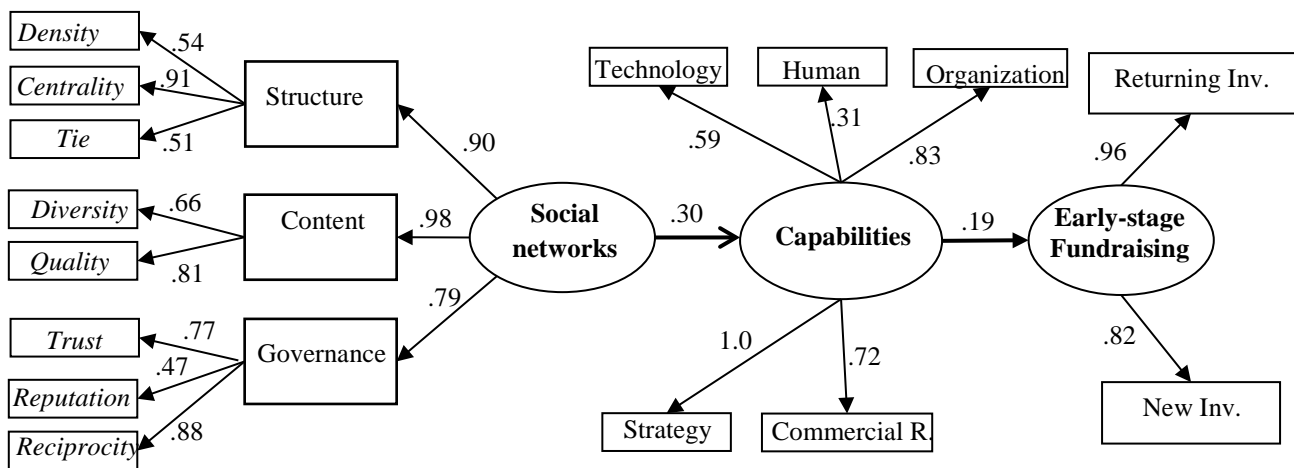 Density
.54
Centrality
.91
Tie
.51
Structure
.90
Diversity
.66
Quality
.81
Content
.98
Trust
.77
Reputation
.47
Reciprocity
.88
Governance
.79
Social
networks
.30
Technology
.59
Human
.31
Organization
.83
Capabilities
1.0
Strategy
.72
Commercial R.
.19
Early-stage
Fundraising
Returning Inv.
.96
.82
New Inv.